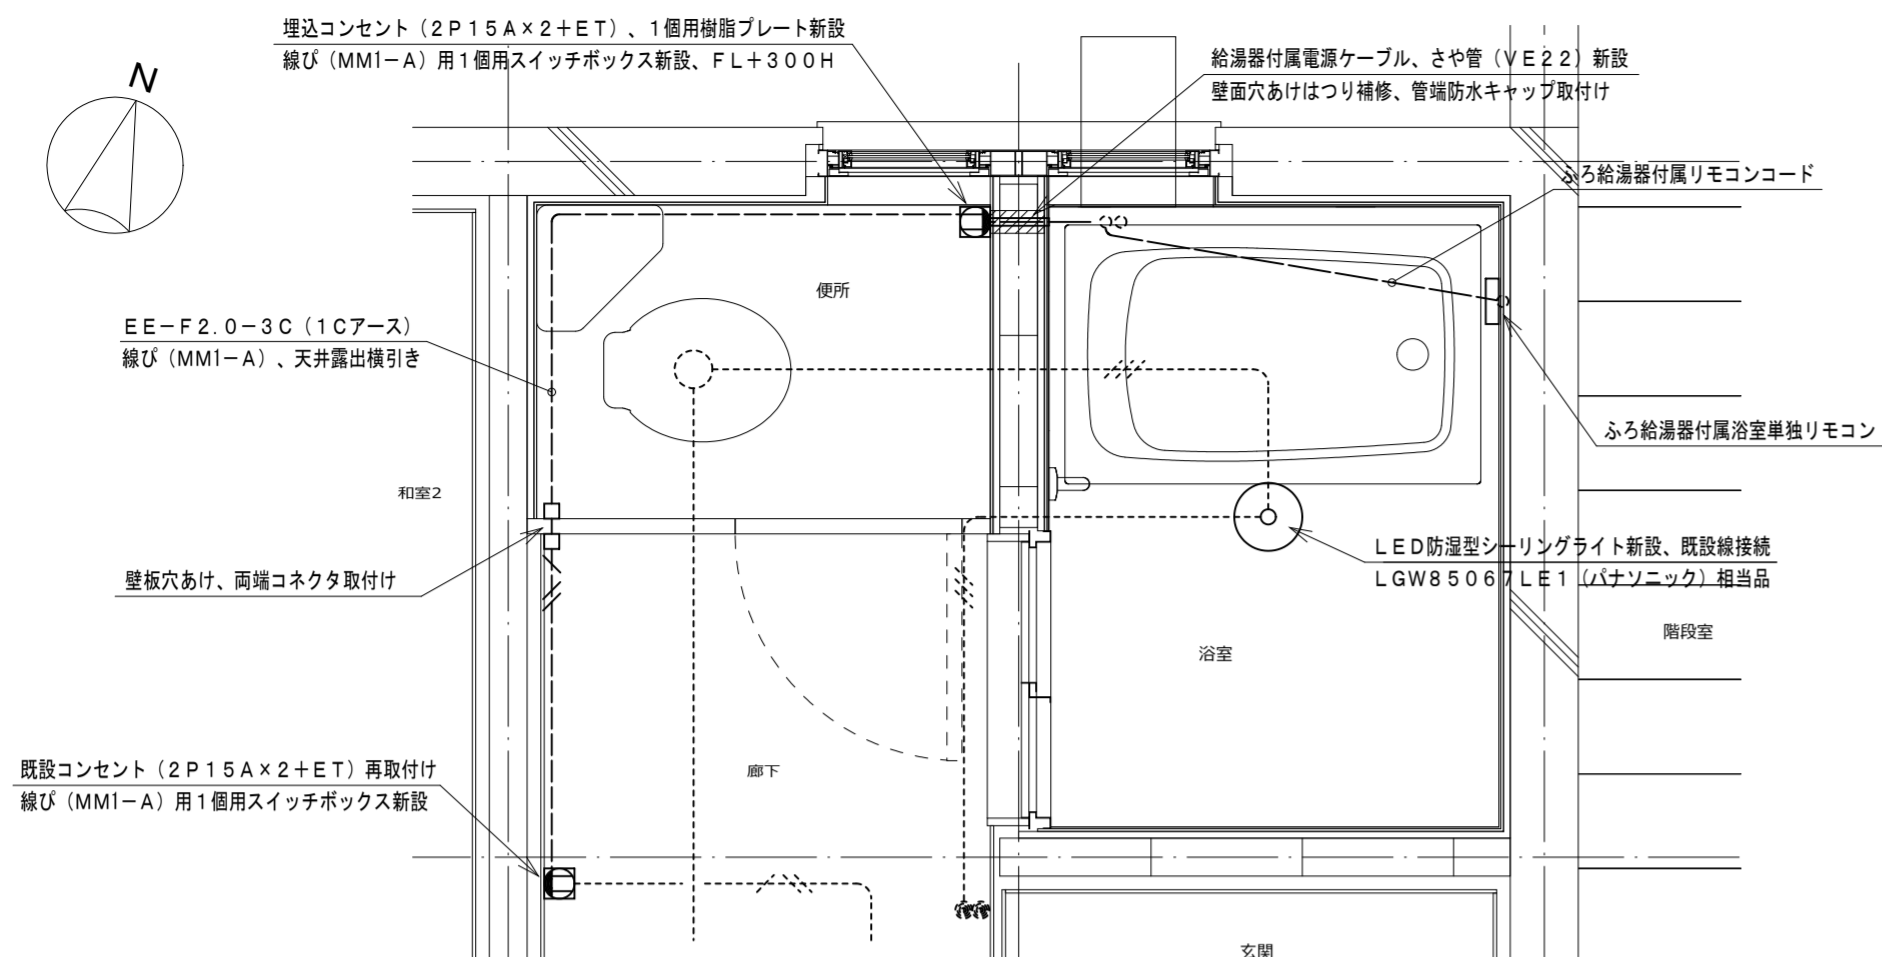 埋込コンセント（２Ｐ１５Ａ×２＋ＥＴ）、１個用樹脂プレート新設
線ぴ（ＭＭ１－Ａ）用１個用スイッチボックス新設、ＦＬ＋３００Ｈ
給湯器付属電源ケーブル、さや管（ＶＥ２２）新設
壁面穴あけはつり補修、管端防水キャップ取付け
N
ふろ給湯器付属リモコンコード
便所
ＥＥ－Ｆ２.０－３Ｃ（１Ｃアース）
線ぴ（ＭＭ１－Ａ）、天井露出横引き
ふろ給湯器付属浴室単独リモコン
和室2
ＬＥＤ防湿型シーリングライト新設、既設線接続
ＬＧＷ８５０６７ＬＥ１（パナソニック）相当品
壁板穴あけ、両端コネクタ取付け
階段室
浴室
既設コンセント（２Ｐ１５Ａ×２＋ＥＴ）再取付け
線ぴ（ＭＭ１－Ａ）用１個用スイッチボックス新設
廊下
玄関